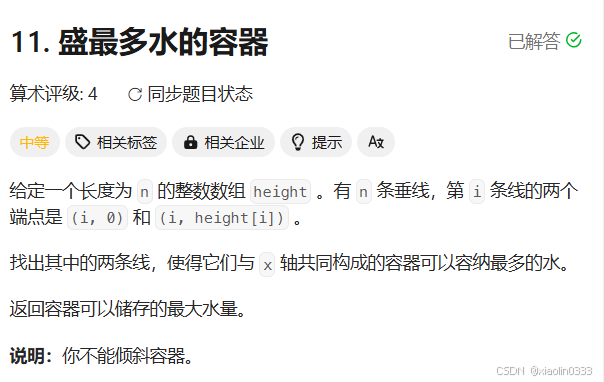 11. 盛最多水的容器
已解答
算术评级: 4 同步题目状态
中等 相关标签 相关企业 提示 Aあ
给定一个长度为 n 的整数数组 height 。有 n 条垂线，第 i 条线的两个
端点是 (i, 0) 和 (i, height[i]) 。
找出其中的两条线，使得它们与 x 轴共同构成的容器可以容纳最多的水。
返回容器可以储存的最大水量。
说明：你不能倾斜容器。
CSDN @xiaolin0333